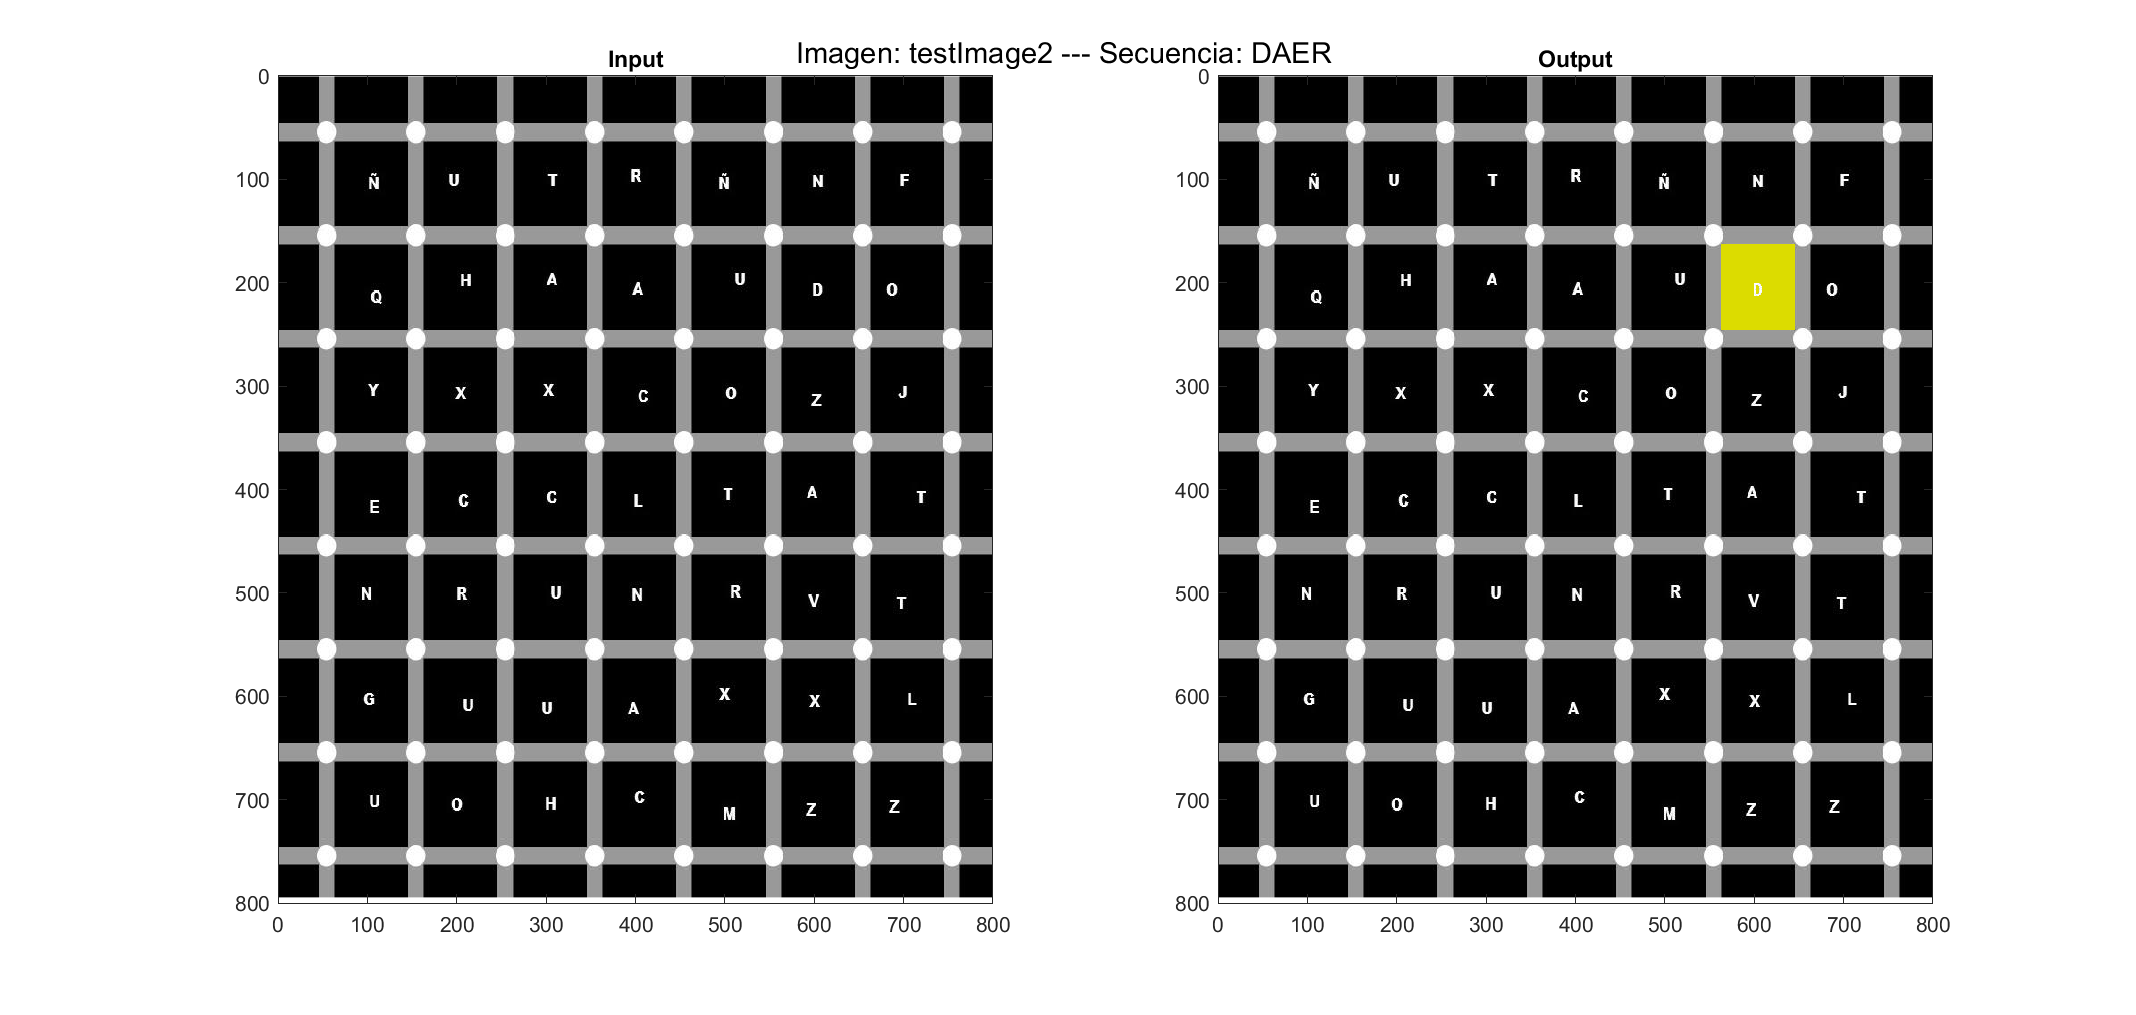 Imagen: testImage2 --- Secuencia: DAER
Input
0
Ñ U T R Ñ N F
100
Q H A A U D O
200
Y X X C O Z J
300
E C C L T A T
400
N R U N R V T
500
G U U A X X L
600
U O H C M Z Z
700
800
0 100 200 300 400 500 600 700 800
Output
0
Ñ U T R Ñ N F
100
Q H A A U D O
200
Y X X C O Z J
300
E C C L T A T
400
N R U N R V T
500
G U U A X X L
600
U O H C M Z Z
700
800
0 100 200 300 400 500 600 700 800